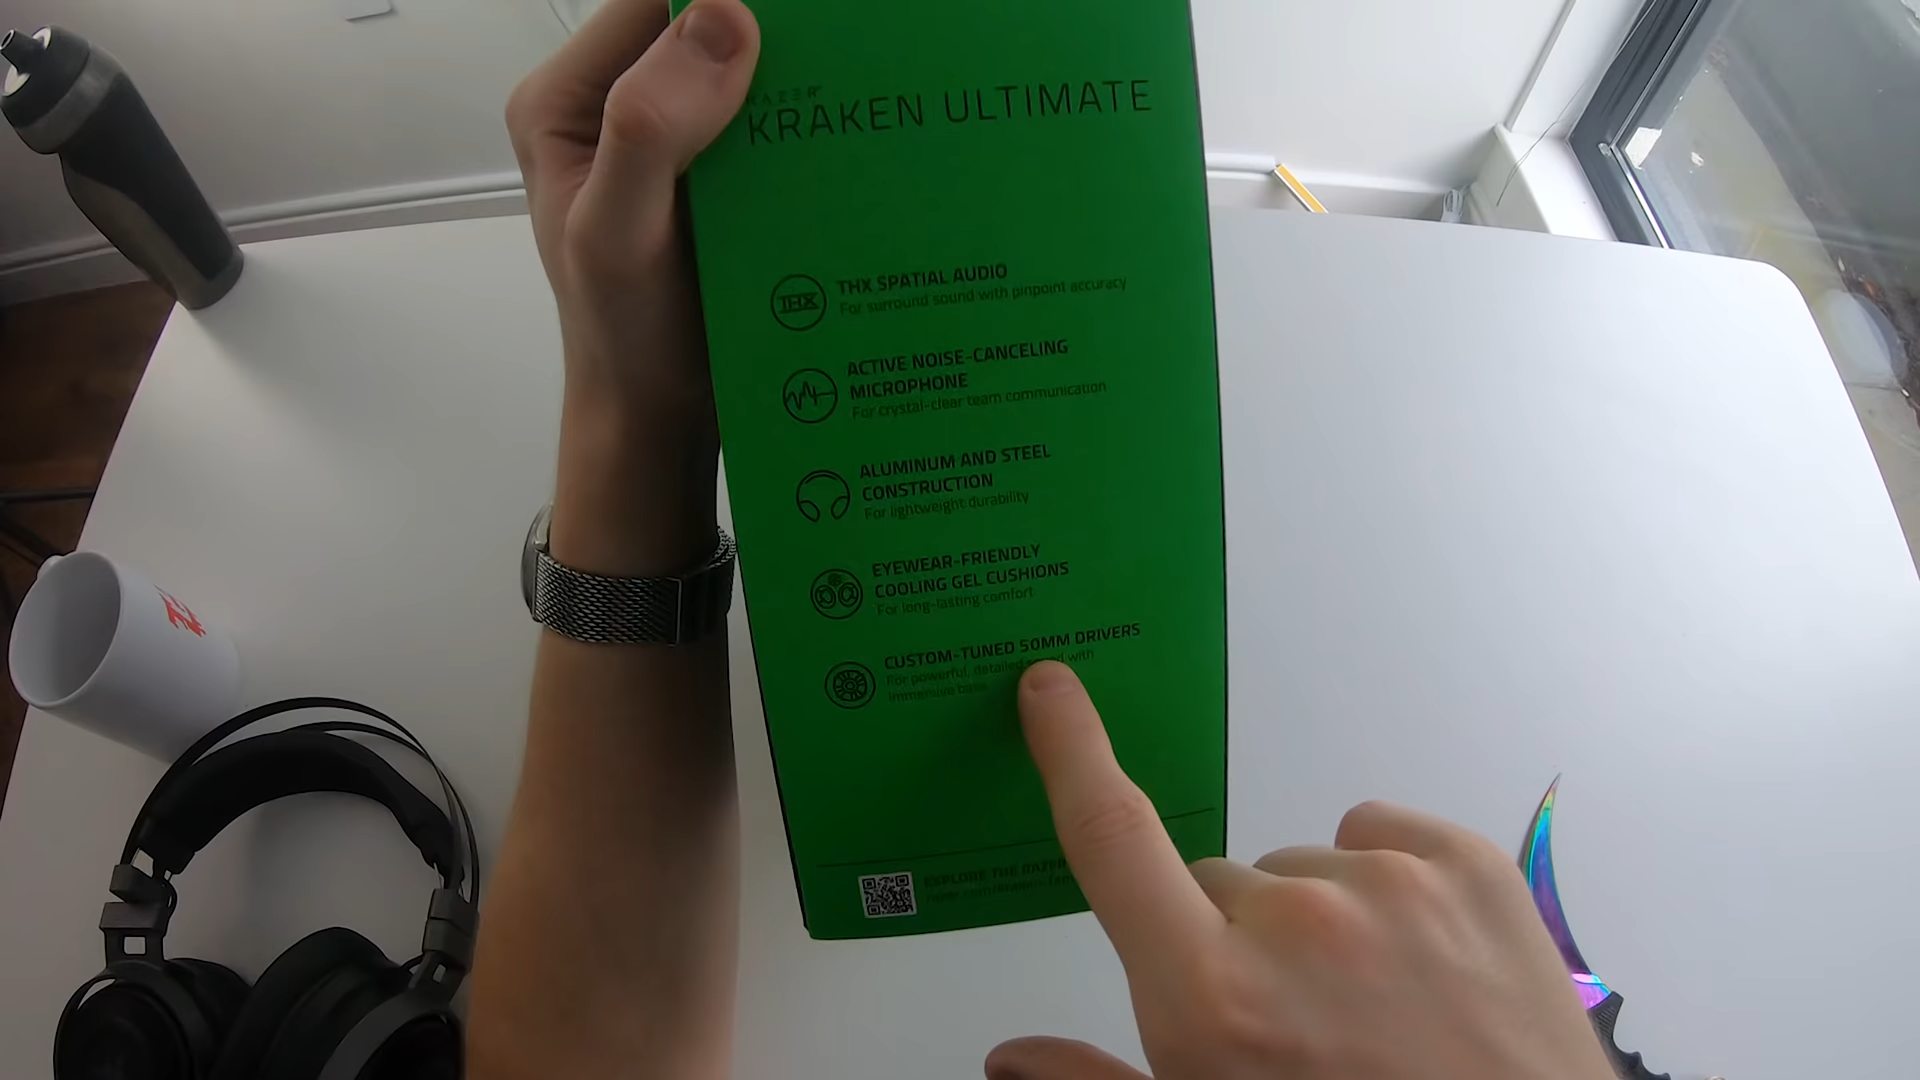 RAZER
KRAKEN ULTIMATE
THX
THX SPATIAL AUDIO
For surround sound with pinpoint accuracy
ACTIVE NOISE-CANCELING
MICROPHONE
For crystal-clear team communication
ALUMINUM AND STEEL
CONSTRUCTION
For lightweight durability
EYEWEAR-FRIENDLY
COOLING GEL CUSHIONS
For long-lasting comfort
CUSTOM-TUNED 50MM DRIVERS
For powerful, detailed with
immersive bass
EXPLORE THE RAZER